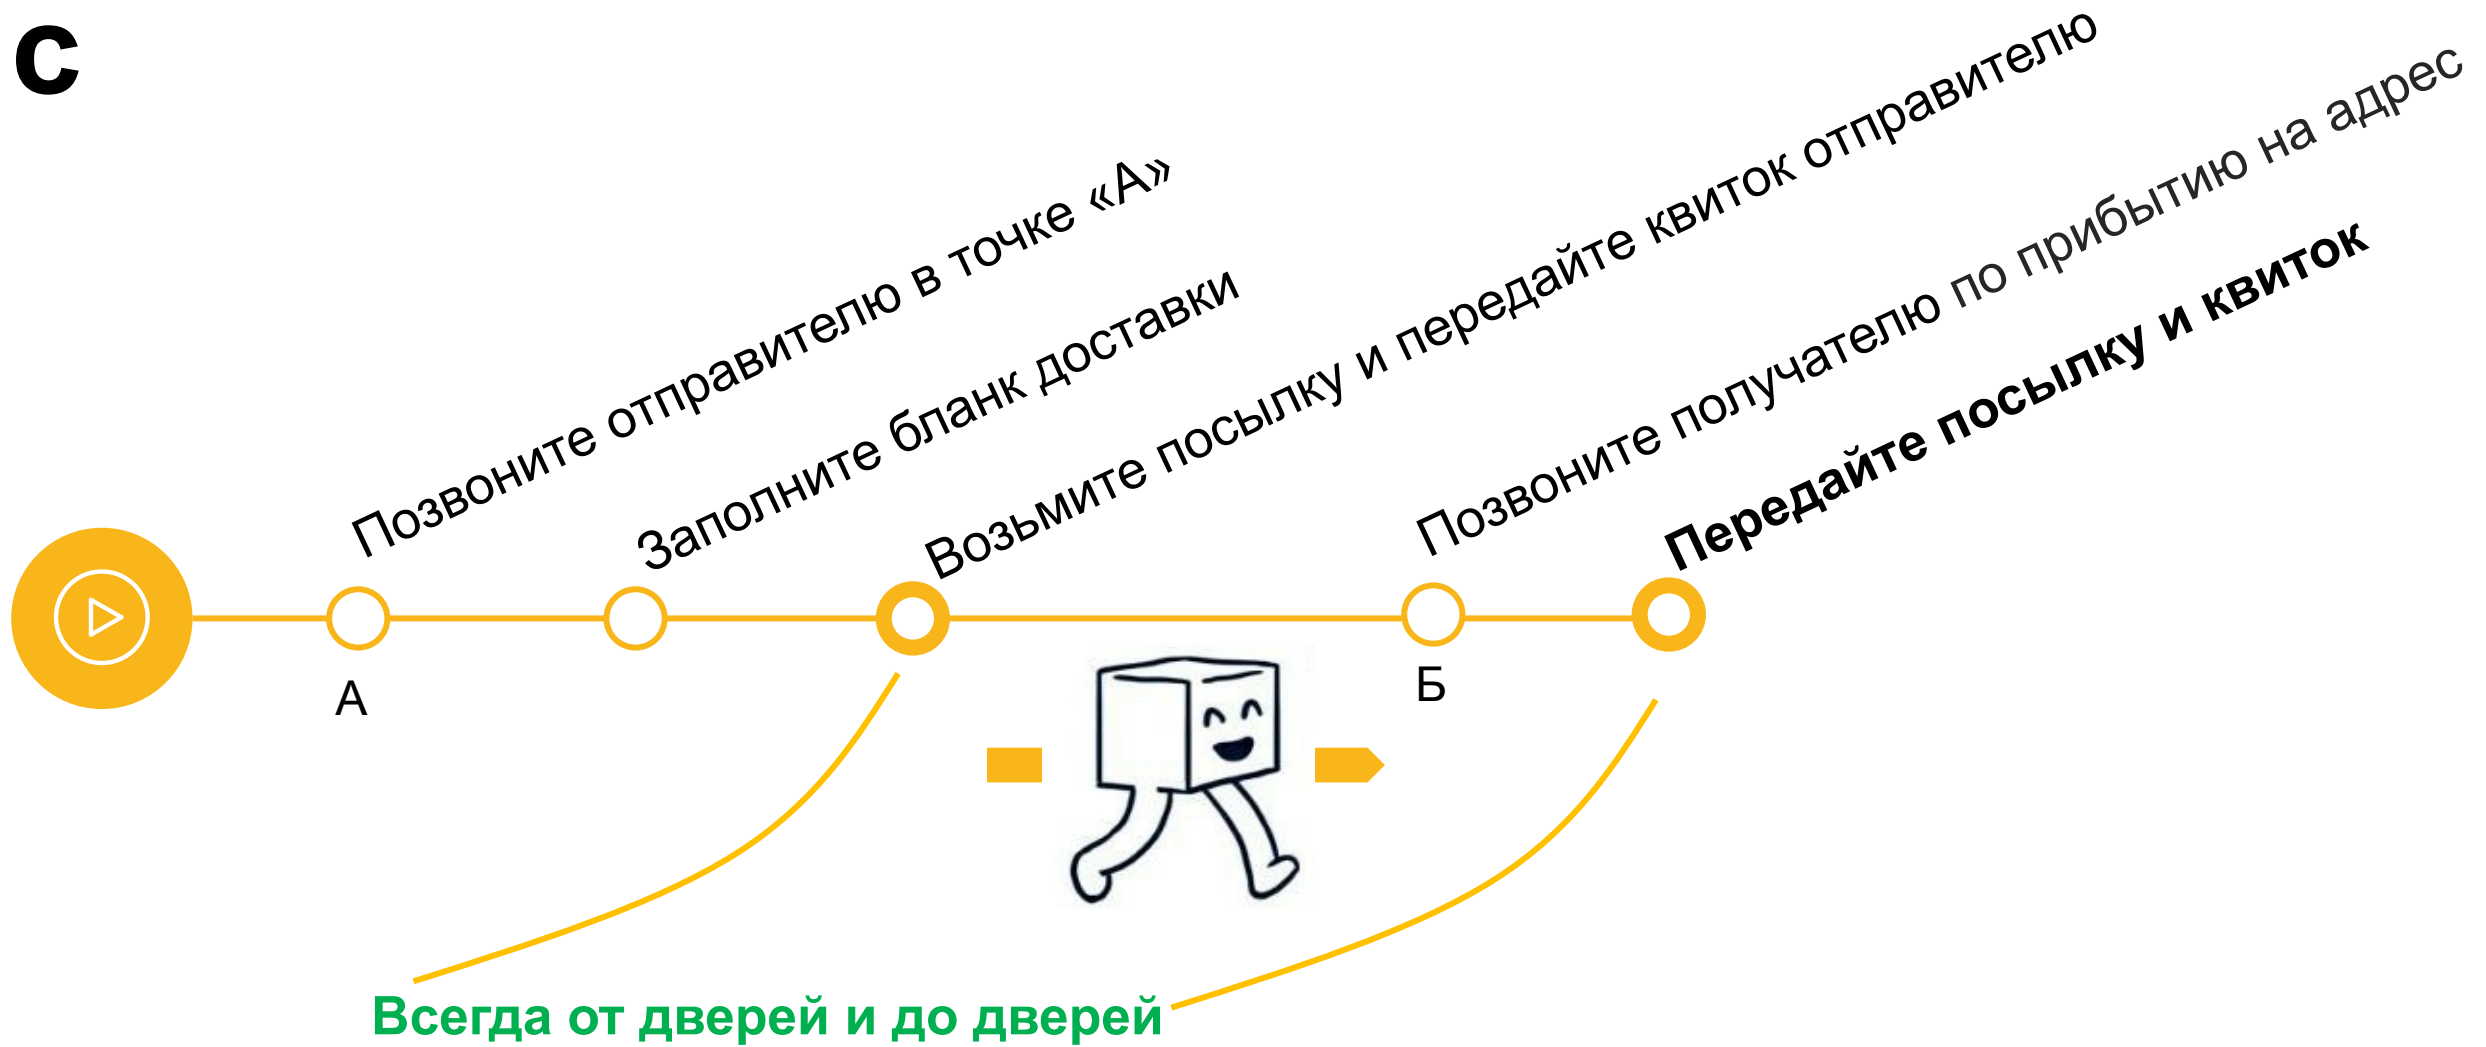 с
Позвоните отправителю в точке «А»
Заполните бланк доставки
Возьмите посылку и передайте квиток отправителю
Позвоните получателю по прибытию на адрес
Передайте посылку и квиток
А
Б
Всегда от дверей и до дверей